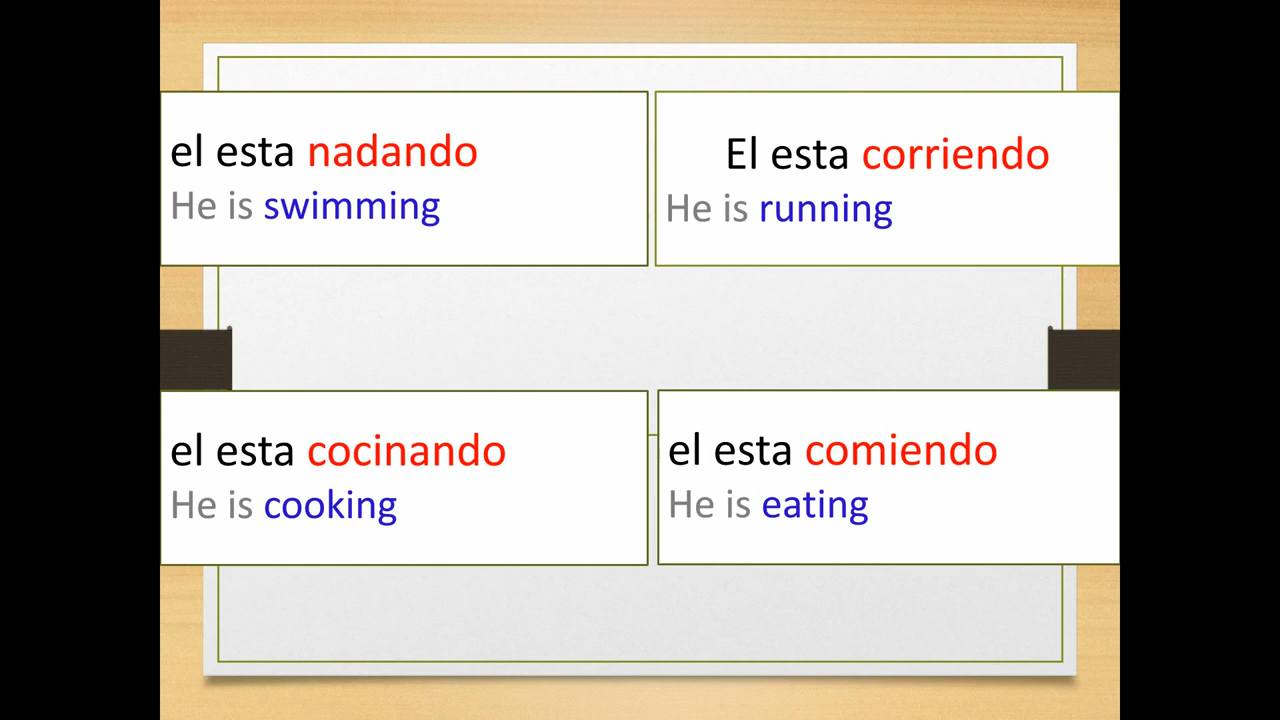 el esta nadando
He is swimming
El esta corriendo
He is running
el esta cocinando
He is cooking
el esta comiendo
He is eating